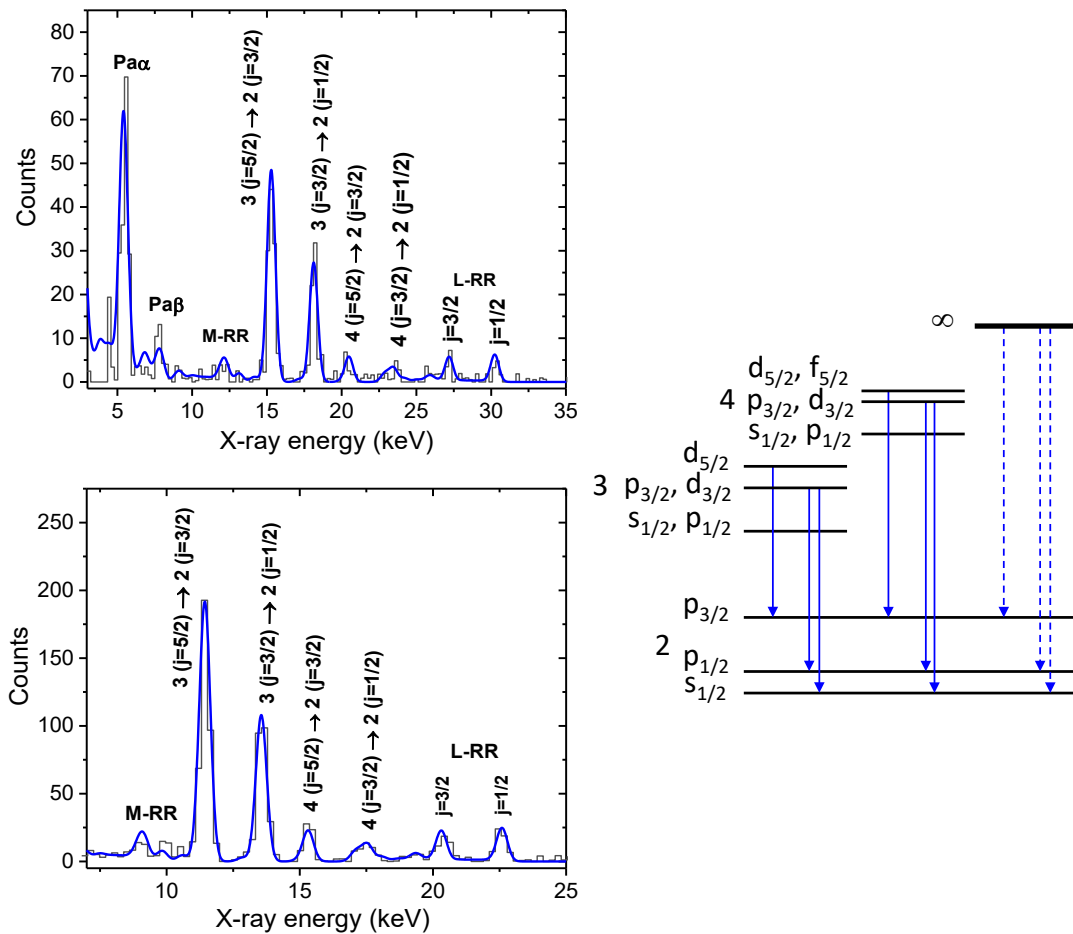 80
70
60
50
40
30
20
10
0
Counts
Paα
Paβ
M-RR
3 (j=5/2) → 2 (j=3/2)
3 (j=3/2) → 2 (j=1/2)
4 (j=5/2) → 2 (j=3/2)
4 (j=3/2) → 2 (j=1/2)
L-RR
j=3/2
j=1/2
5 10 15 20 25 30 35
X-ray energy (keV)
250
200
150
100
50
0
Counts
M-RR
3 (j=5/2) → 2 (j=3/2)
3 (j=3/2) → 2 (j=1/2)
4 (j=5/2) → 2 (j=3/2)
4 (j=3/2) → 2 (j=1/2)
L-RR
j=3/2
j=1/2
10 15 20 25
X-ray energy (keV)
∞
d5/2, f5/2
4 p3/2, d3/2
s1/2, p1/2
d5/2
3 p3/2, d3/2
s1/2, p1/2
p3/2
2
p1/2
s1/2